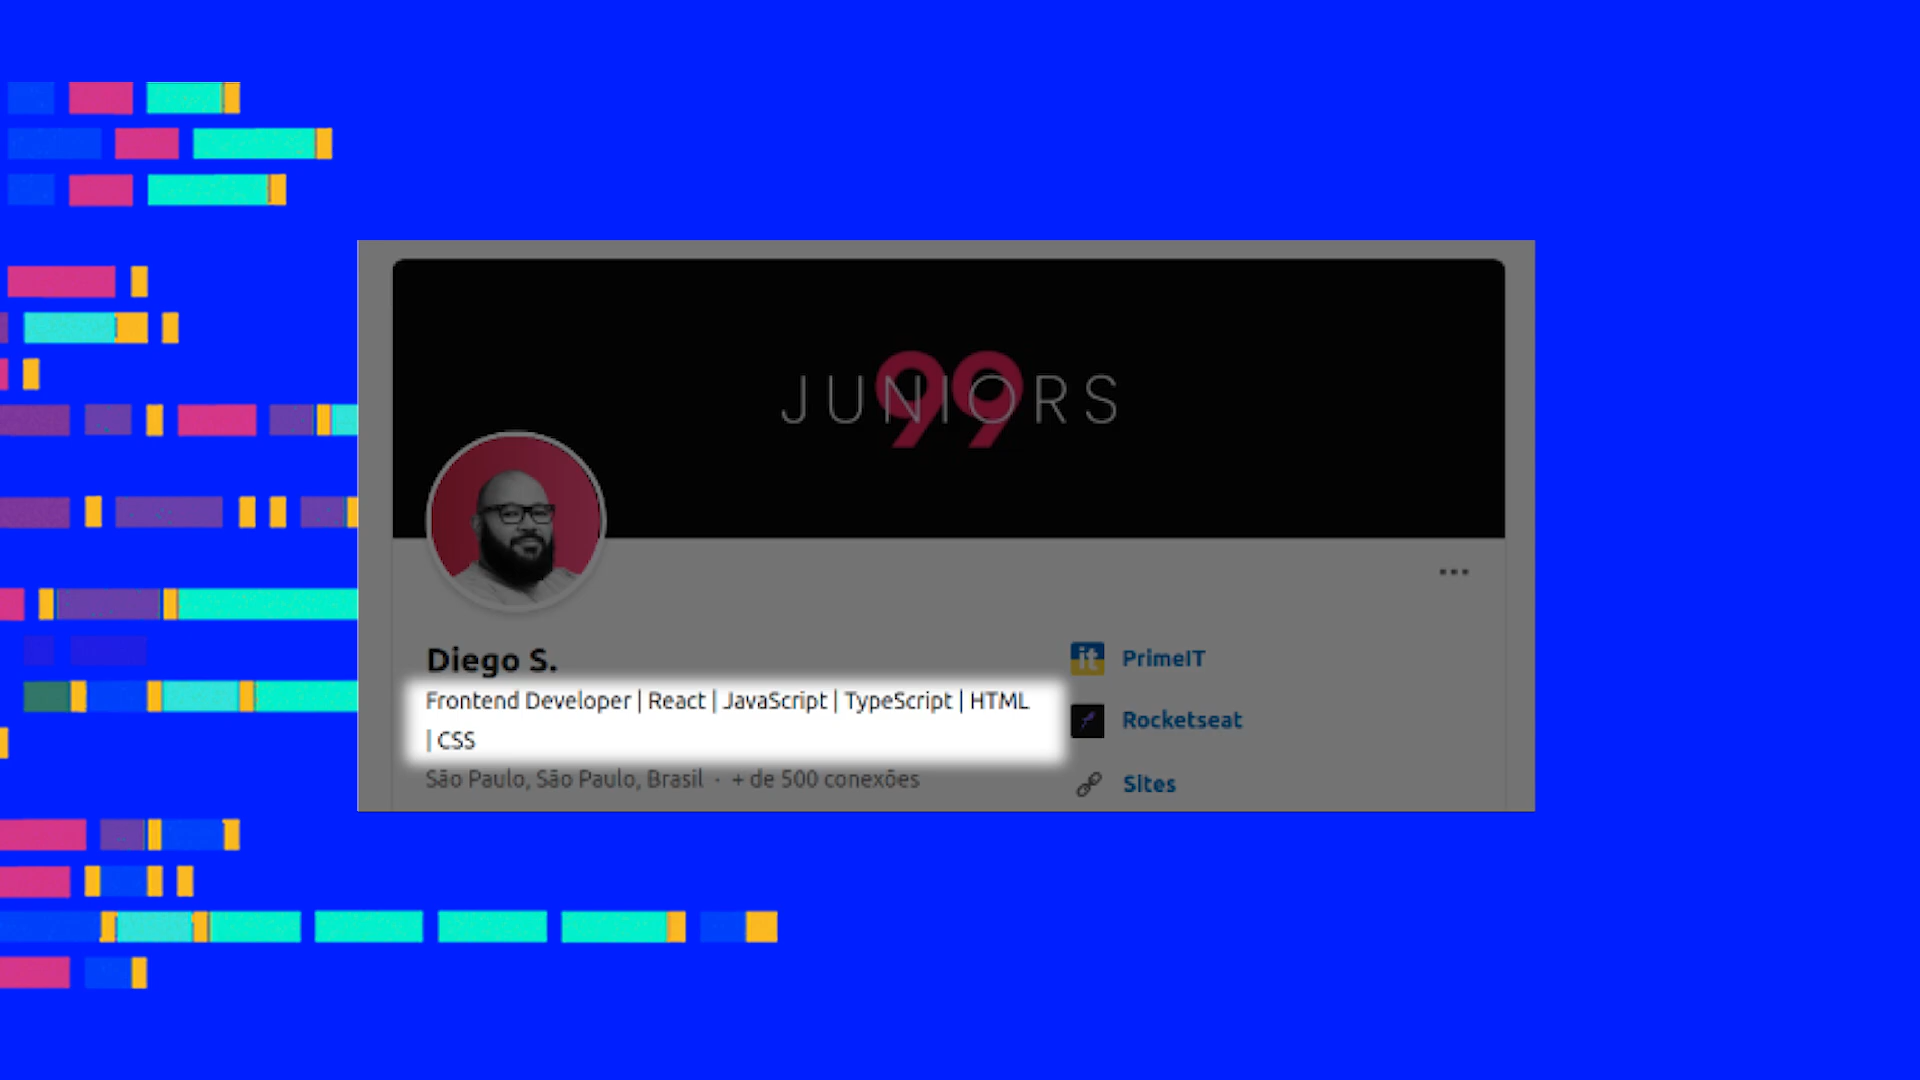 JUNIORS
99
Diego S.
Frontend Developer | React | JavaScript | TypeScript | HTML
| CSS
São Paulo, São Paulo, Brasil · + de 500 conexões
it PrimeIT
Rocketseat
Sites